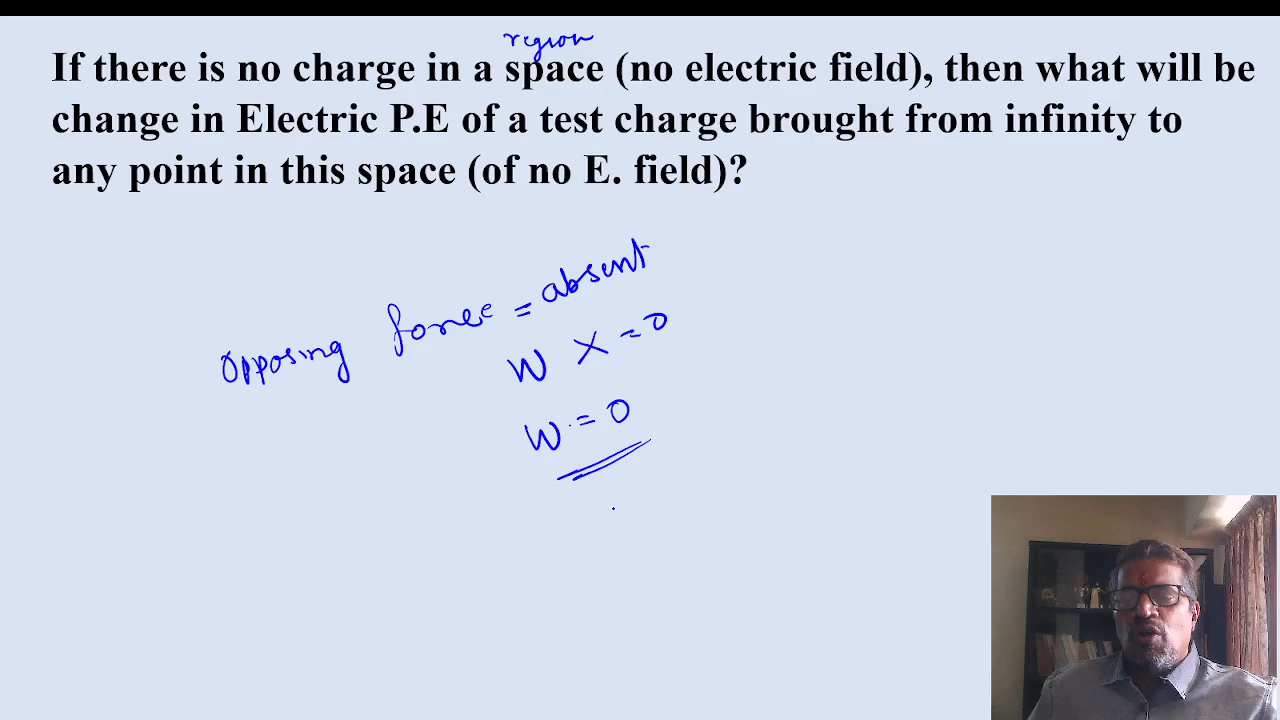 region
If there is no charge in a space (no electric field), then what will be
change in Electric P.E of a test charge brought from infinity to
any point in this space (of no E. field)?
opposing force = absent
W X = 0
W = 0